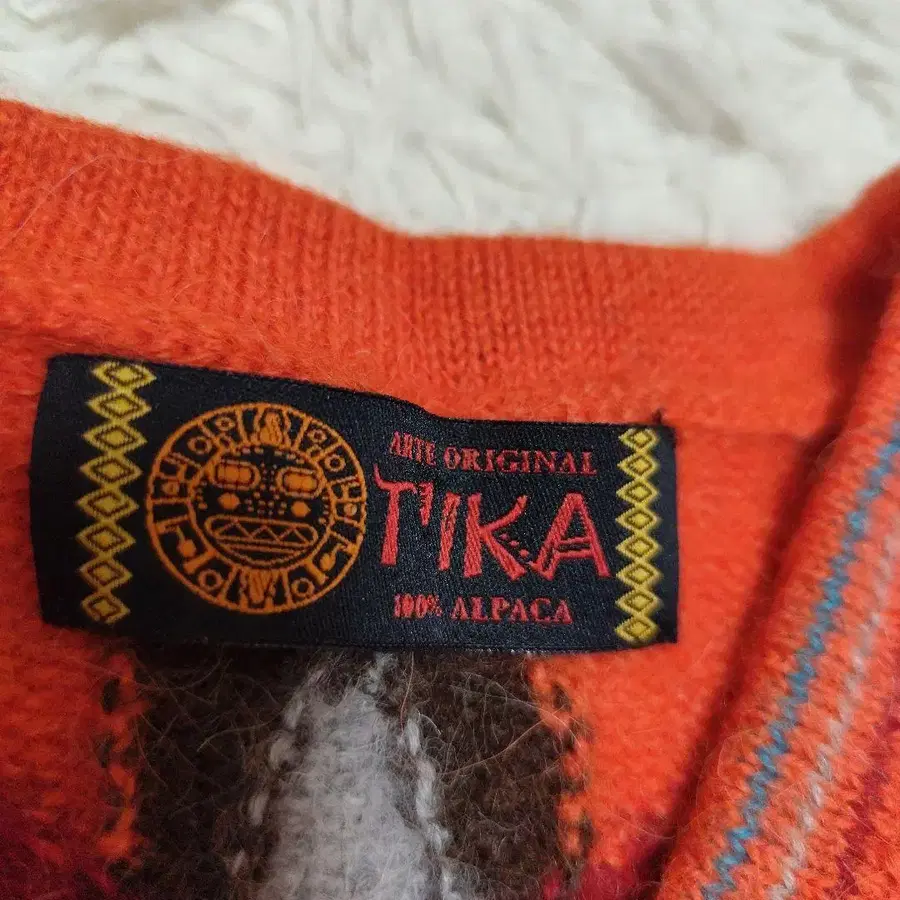 ARTE ORIGINAL
T'IKA
100% ALPACA